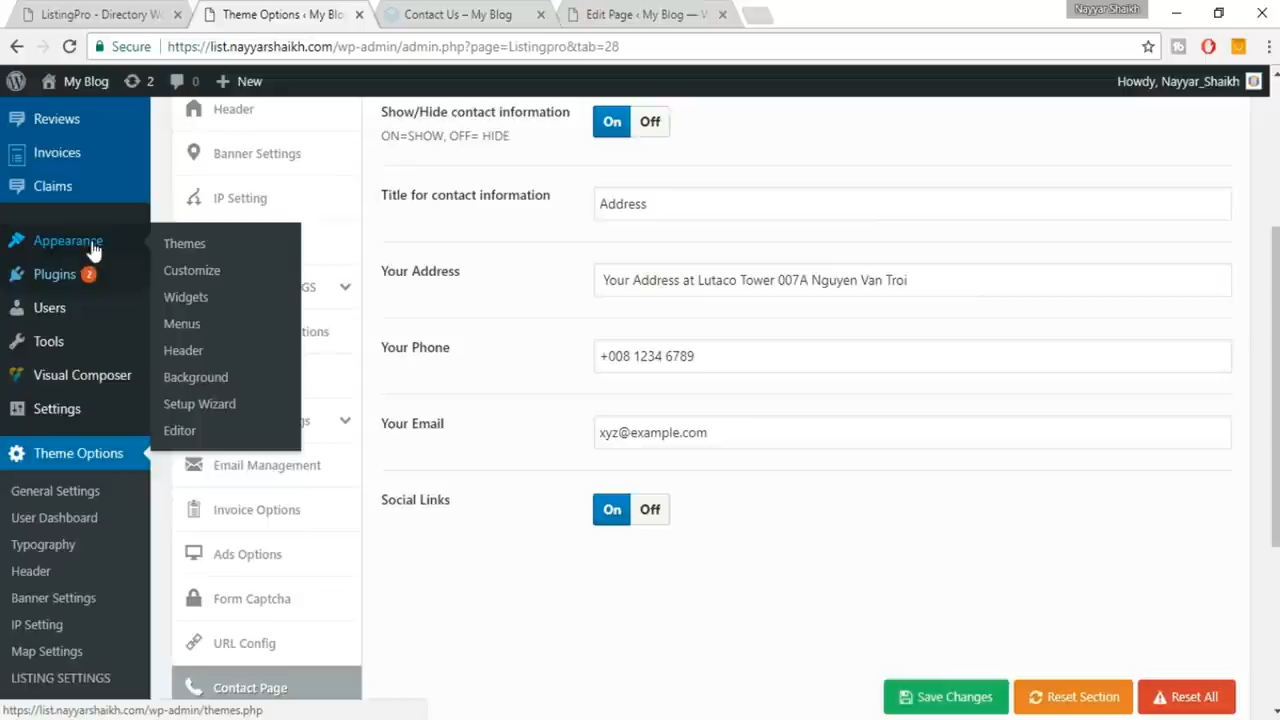 ListingPro - Directory W
Theme Options ‹ My Blo
Contact Us – My Blog
Edit Page ‹ My Blog — V
Nayyar Shaikh
Secure
https://list.nayyarshaikh.com/wp-admin/admin.php?page=Listingpro&tab=28
My Blog
2
0
New
Howdy, Nayyar_Shaikh
Reviews
Invoices
Claims
Appearance
Plugins 2
Users
Tools
Visual Composer
Settings
Theme Options
General Settings
User Dashboard
Typography
Header
Banner Settings
IP Setting
Map Settings
LISTING SETTINGS
Themes
Customize
Widgets
Menus
Header
Background
Setup Wizard
Editor
Header
Banner Settings
IP Setting
GS
tions
gs
Email Management
Invoice Options
Ads Options
Form Captcha
URL Config
Contact Page
Show/Hide contact information
ON=SHOW, OFF= HIDE
On Off
Title for contact information
Address
Your Address
Your Address at Lutaco Tower 007A Nguyen Van Troi
Your Phone
+008 1234 6789
Your Email
xyz@example.com
Social Links
On Off
Save Changes
Reset Section
Reset All
https://list.nayyarshaikh.com/wp-admin/themes.php